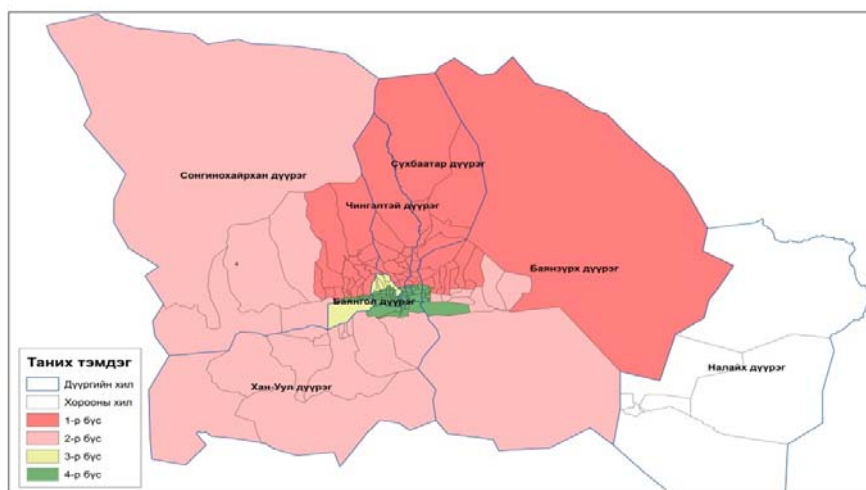 Сүхбаатар дүүрэг
Сонгинохайрхан дүүрэг
Чингэлтэй дүүрэг
Баянзүрх дүүрэг
Баянгол дүүрэг
Налайх дүүрэг
Хан-Уул дүүрэг
Таних тэмдэг
Дүүргийн хил
Хорооны хил
1-р бүс
2-р бүс
3-р бүс
4-р бүс